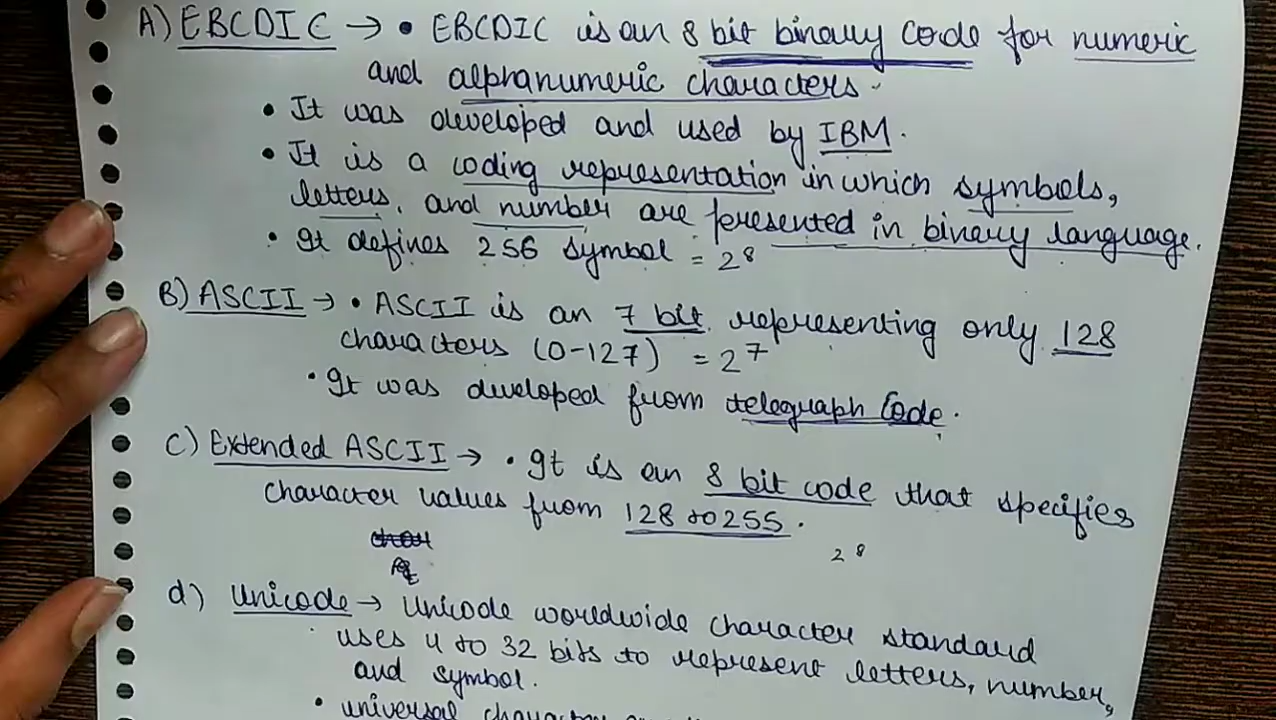 A) EBCDIC → • EBCDIC is an 8 bit binary code for numeric
and alphanumeric characters.
• It was developed and used by IBM.
• It is a coding representation in which symbols,
letters, and number are presented in binary language.
• It defines 256 symbol = 2⁸
B) ASCII → • ASCII is an 7 bit representing only 128
characters (0-127) = 2⁷
• It was developed from telegraph Code.
C) Extended ASCII → • It is an 8 bit code that specifies
character values from 128 to 255.
2⁸
d) Unicode → Unicode worldwide character standard
uses 4 to 32 bits to represent letters, number,
and symbol.
• universal